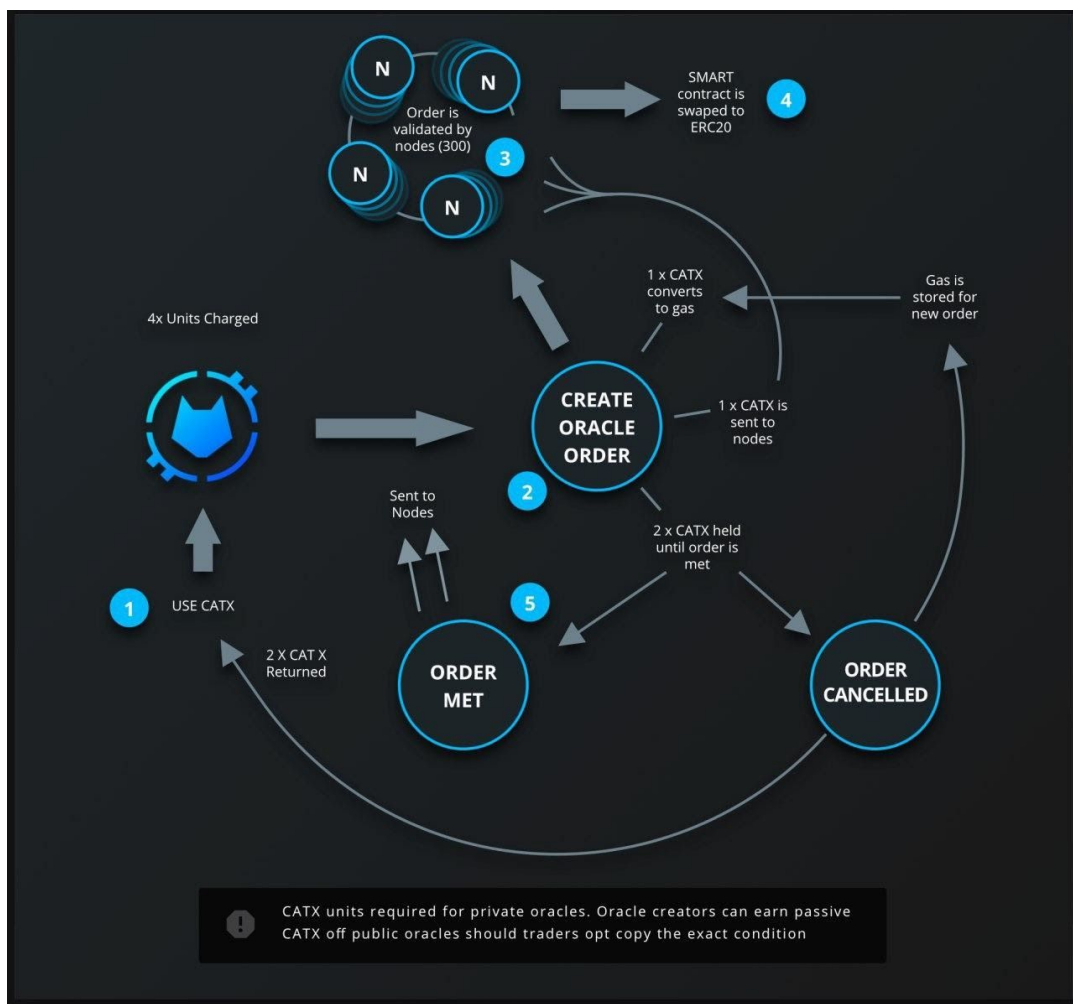 N
N
Order is
validated by
nodes (300)
3
N
N
SMART
contract is
swaped to
ERC20
4
1 x CATX
converts
to gas
Gas is
stored for
new order
4x Units Charged
CREATE
ORACLE
ORDER
2
1 x CATX is
sent to
nodes
Sent to
Nodes
2 x CATX held
until order is
met
1
USE CATX
5
2 X CAT X
Returned
ORDER
MET
ORDER
CANCELLED
CATX units required for private oracles. Oracle creators can earn passive
CATX off public oracles should traders opt copy the exact condition